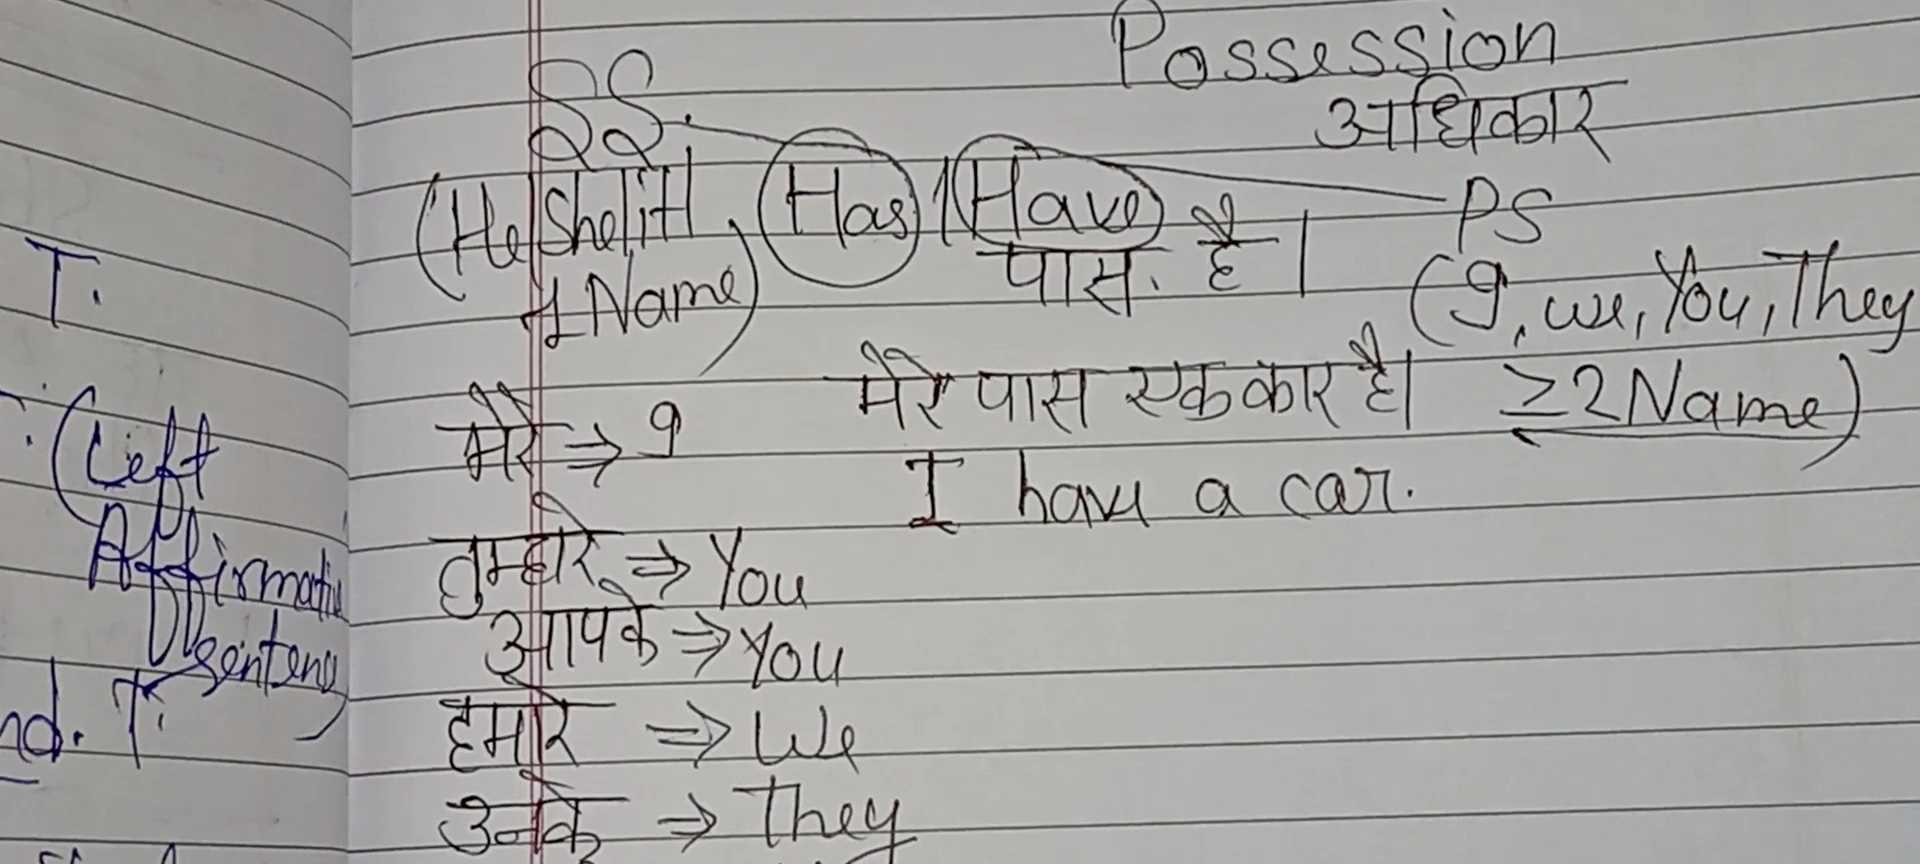 Possession
अधिकार
SS.
(He/She/it/ 1 Name)
Has / Have
पास. है।
PS
(I, we, You, They
≥2 Name)
मेरे ⇒ I
मेरे पास एक कार है।
I have a car.
तुम्हारे ⇒ You
आपके ⇒ You
हमारे ⇒ We
उनके ⇒ They
T.
(Left
Affirmative
nd. T.